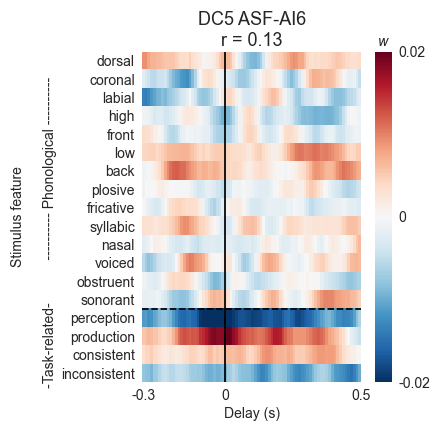 DC5 ASF-AI6
r = 0.13
w
dorsal
coronal
labial
high
front
low
back
plosive
fricative
syllabic
nasal
voiced
obstruent
sonorant
perception
production
consistent
inconsistent
Stimulus feature
-Task-related- ---------- Phonological ----------
0.02
0
-0.02
-0.3
0
0.5
Delay (s)